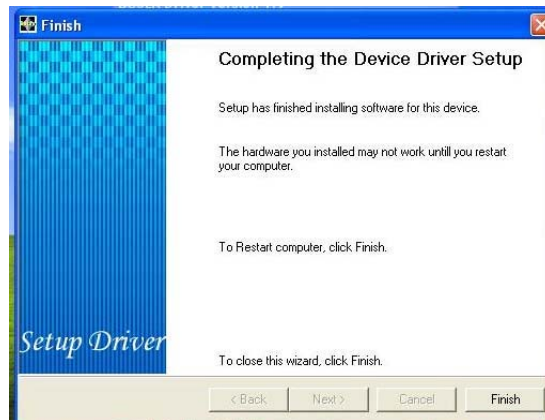 Finish
Completing the Device Driver Setup
Setup has finished installing software for this device.
The hardware you installed may not work untill you restart
your computer.
To Restart computer, click Finish.
Setup Driver
To close this wizard, click Finish.
< Back
Next >
Cancel
Finish